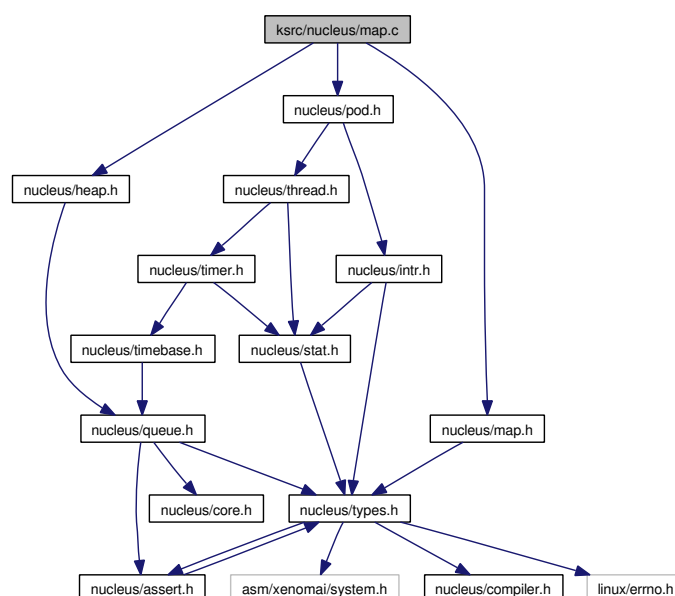 ksrc/nucleus/map.c
nucleus/pod.h
nucleus/heap.h
nucleus/thread.h
nucleus/timer.h
nucleus/intr.h
nucleus/timebase.h
nucleus/stat.h
nucleus/queue.h
nucleus/map.h
nucleus/core.h
nucleus/types.h
nucleus/assert.h
asm/xenomai/system.h
nucleus/compiler.h
linux/errno.h